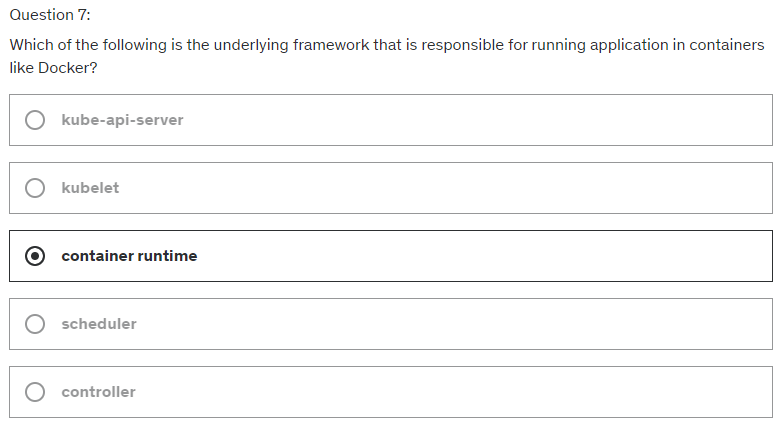 Question 7:
Which of the following is the underlying framework that is responsible for running application in containers
like Docker?
kube-api-server
kubelet
container runtime
scheduler
controller